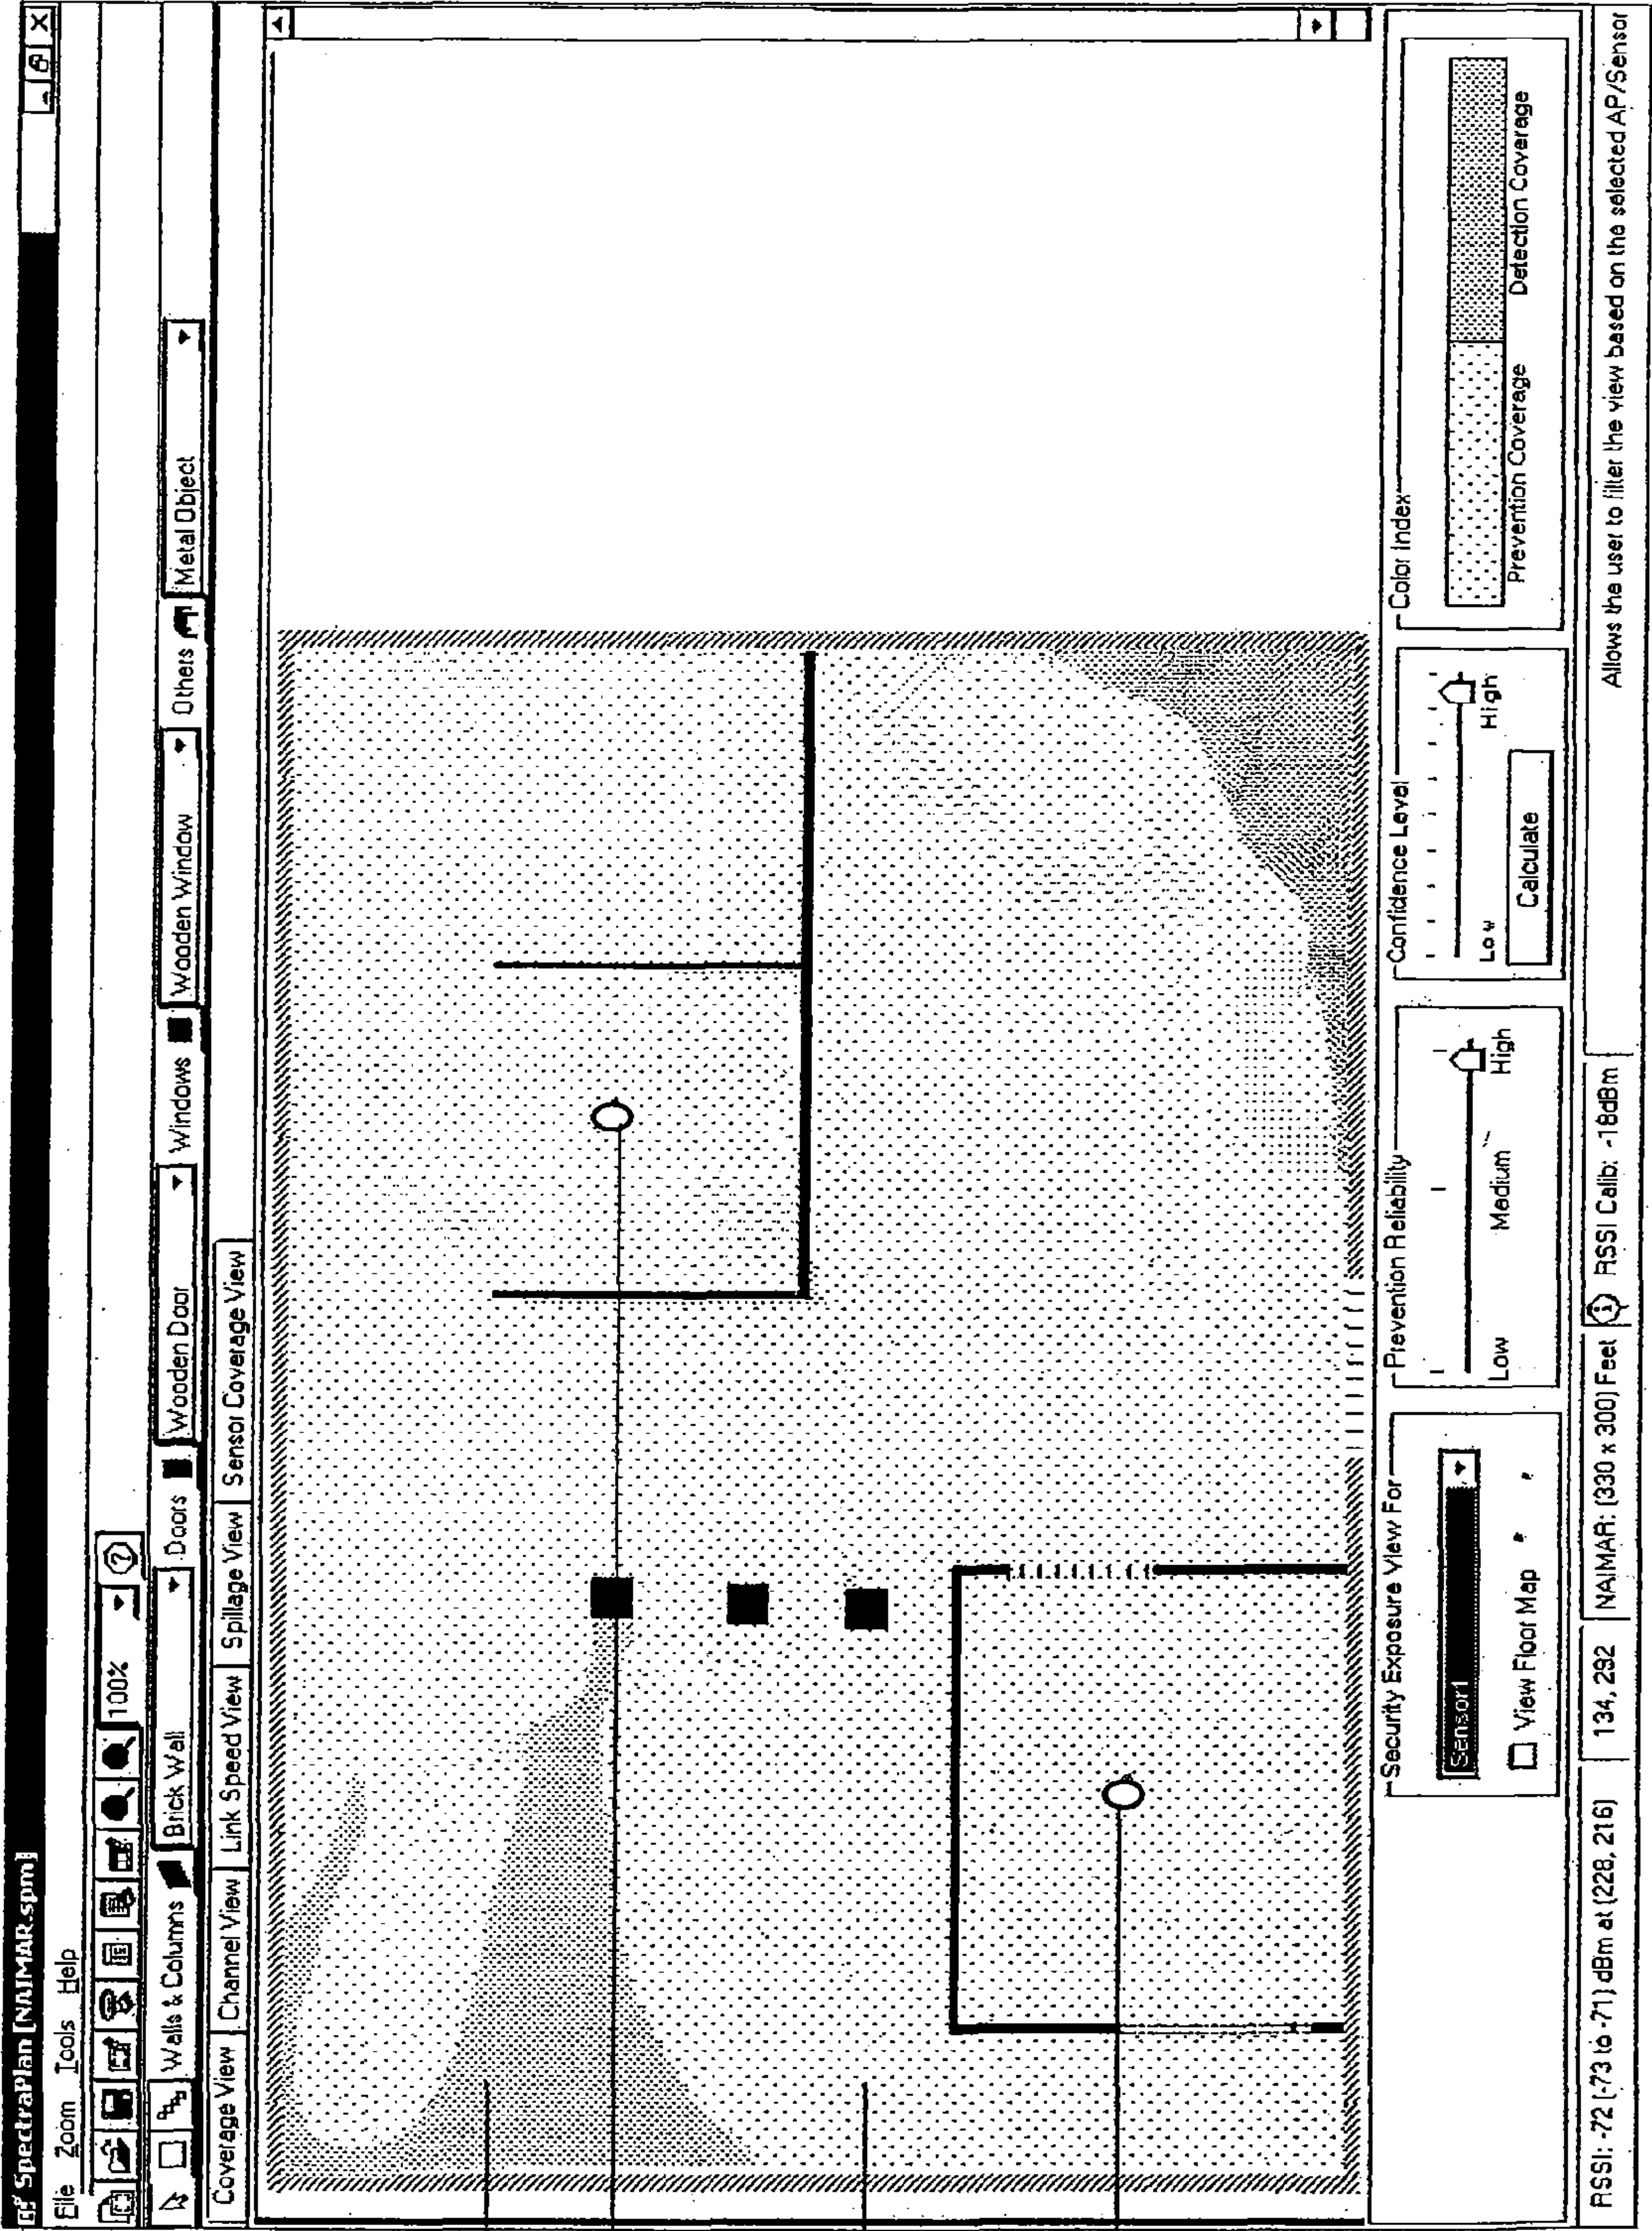 SpectraPlan [NAIMAR.spm]
File Zoom Tools Help
100%
?
Walls & Columns Brick Wall Doors Wooden Door Windows Wooden Window Others Metal Object
Coverage View Channel View Link Speed View Spillage View Sensor Coverage View
Security Exposure View For
Sensor1
View Floor Map
Prevention Reliability
Low Medium High
Confidence Level
Low High
Calculate
Color Index
Prevention Coverage Detection Coverage
RSSI: -72 [-73 to -71] dBm at (228, 216) 134, 292 NAIMAR: (330 x 300) Feet RSSI Calib: -18dBm Allows the user to filter the view based on the selected AP/Sensor